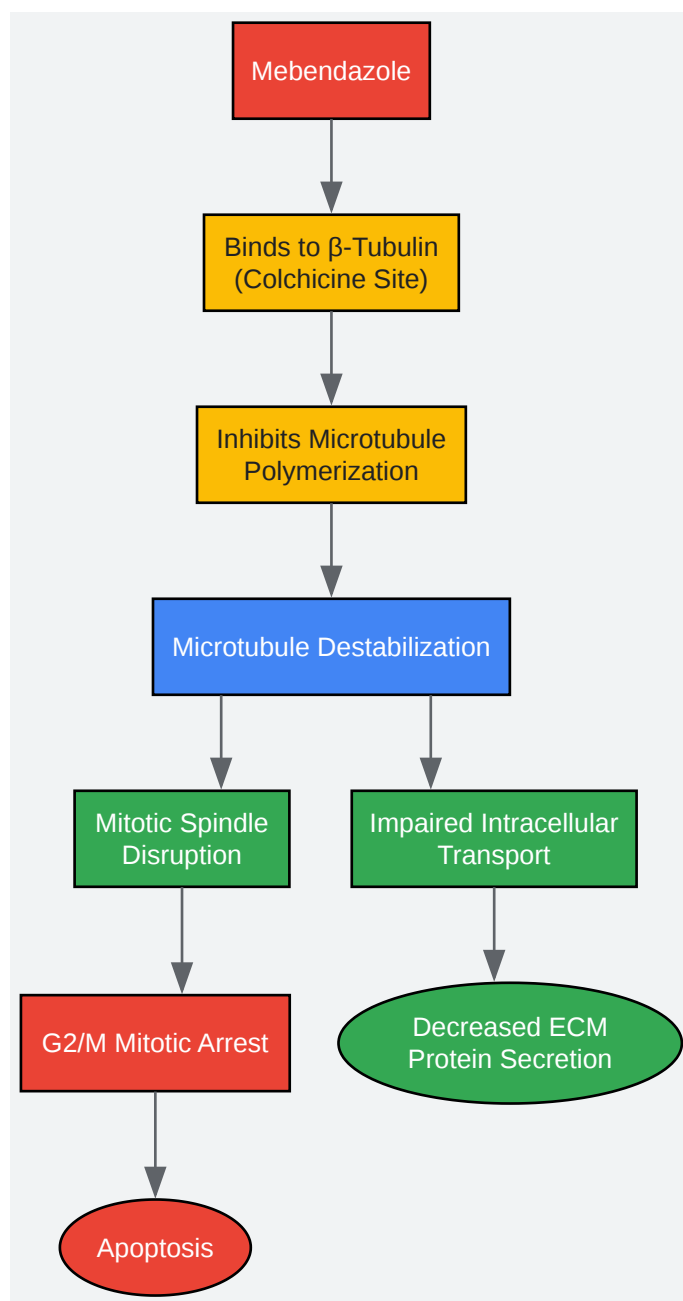 Mebendazole
Binds to β-Tubulin
(Colchicine Site)
Inhibits Microtubule
Polymerization
Microtubule Destabilization
Mitotic Spindle
Disruption
Impaired Intracellular
Transport
G2/M Mitotic Arrest
Decreased ECM
Protein Secretion
Apoptosis